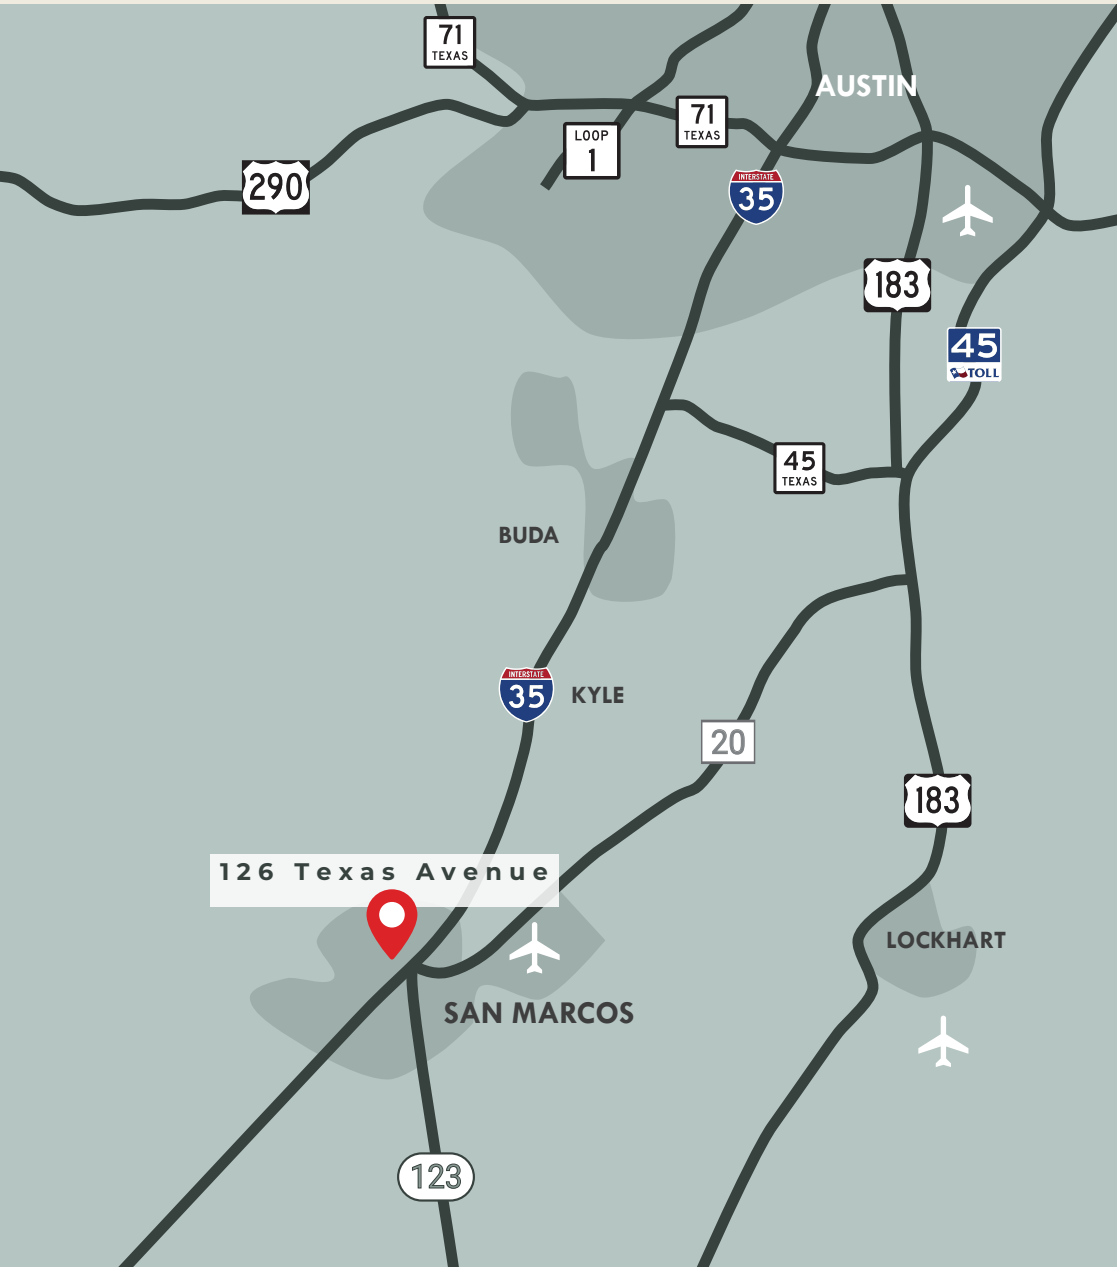 71
TEXAS
AUSTIN
71
TEXAS
LOOP
1
290
INTERSTATE
35
183
45
TOLL
45
TEXAS
BUDA
INTERSTATE
35
KYLE
20
183
126 Texas Avenue
LOCKHART
SAN MARCOS
123